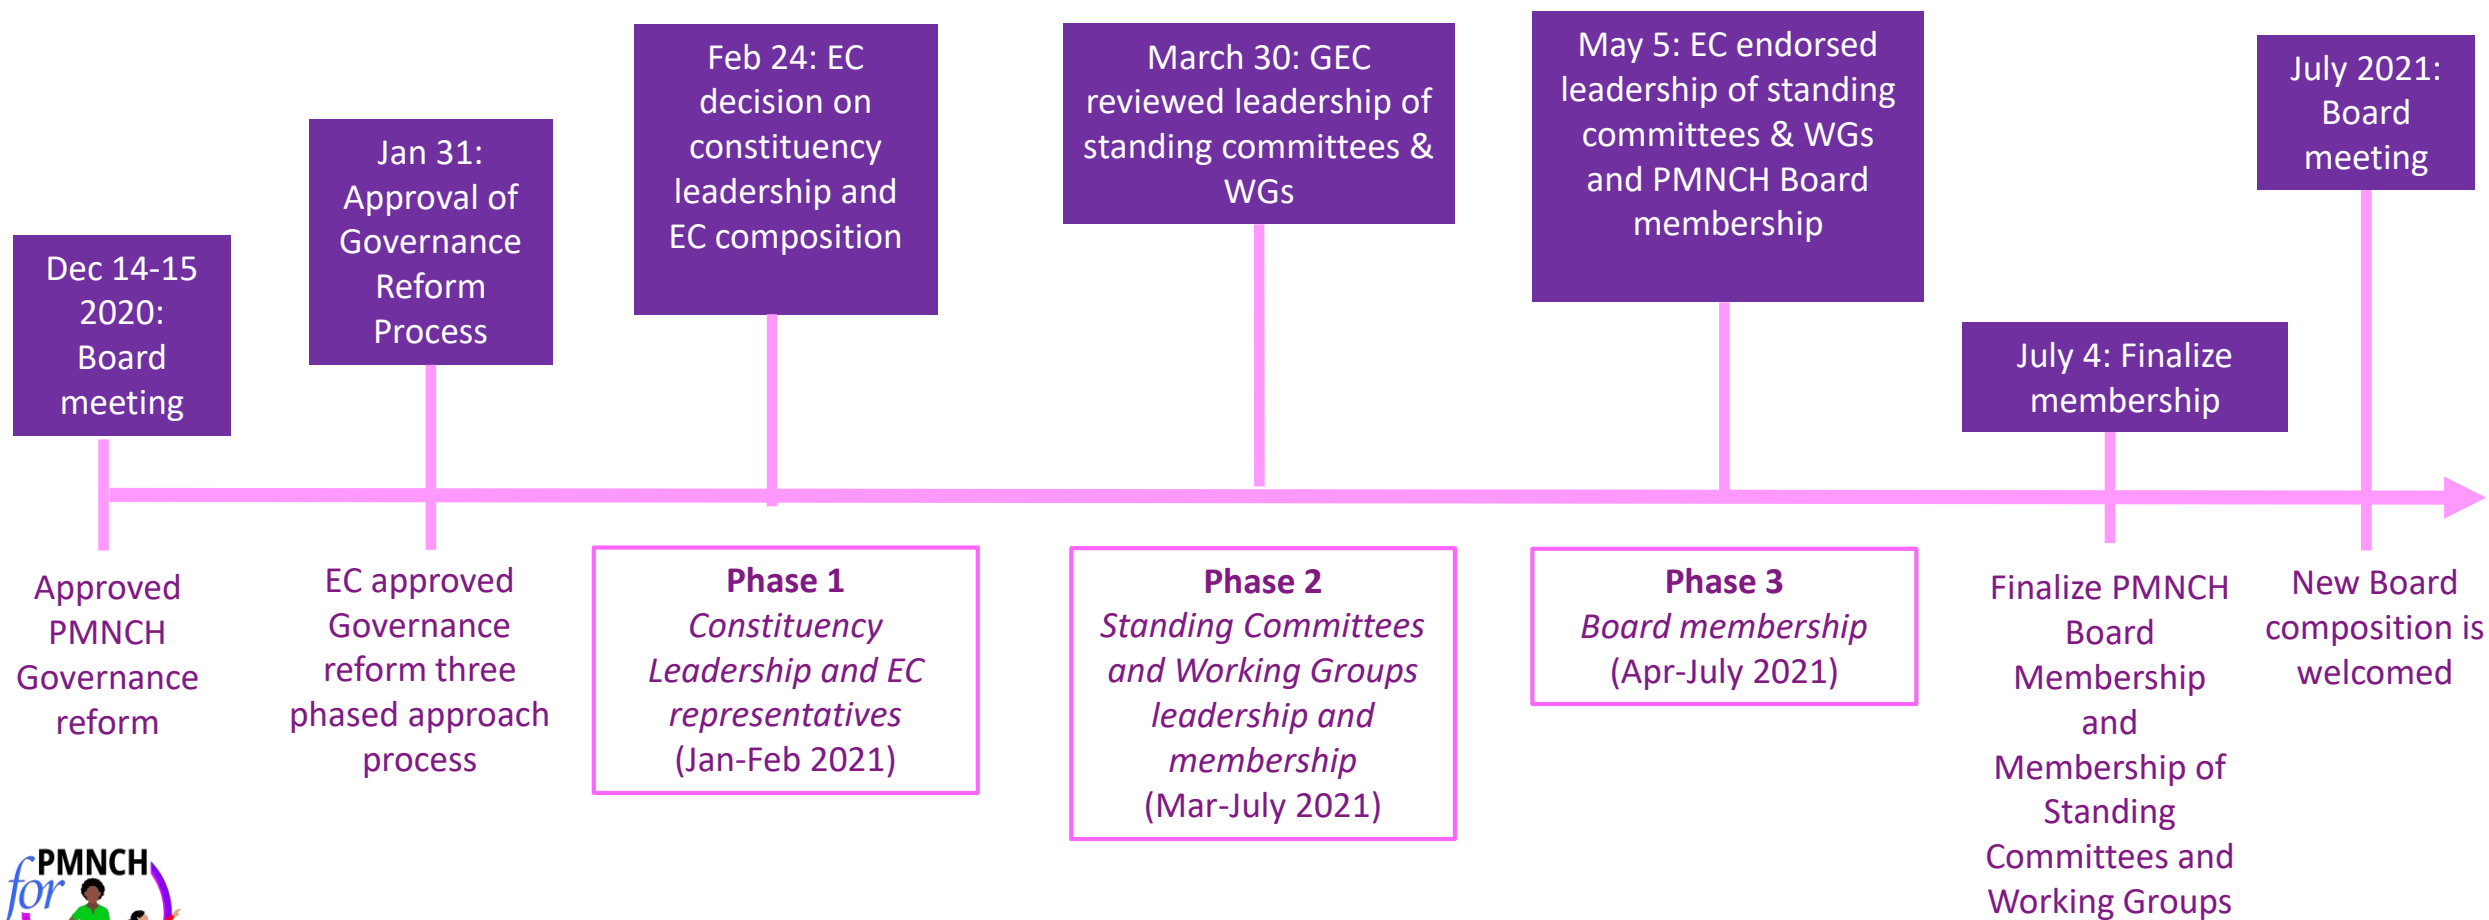 Dec 14-15
2020:
Board
meeting
Jan 31:
Approval of
Governance
Reform
Process
Feb 24: EC
decision on
constituency
leadership and
EC composition
March 30: GEC
reviewed leadership of
standing committees &
WGs
May 5: EC endorsed
leadership of standing
committees & WGs
and PMNCH Board
membership
July 4: Finalize
membership
July 2021:
Board
meeting
Approved
PMNCH
Governance
reform
EC approved
Governance
reform three
phased approach
process
Phase 1
Constituency
Leadership and EC
representatives
(Jan-Feb 2021)
Phase 2
Standing Committees
and Working Groups
leadership and
membership
(Mar-July 2021)
Phase 3
Board membership
(Apr-July 2021)
Finalize PMNCH
Board
Membership
and
Membership of
Standing
Committees and
Working Groups
New Board
composition is
welcomed
PMNCH
for